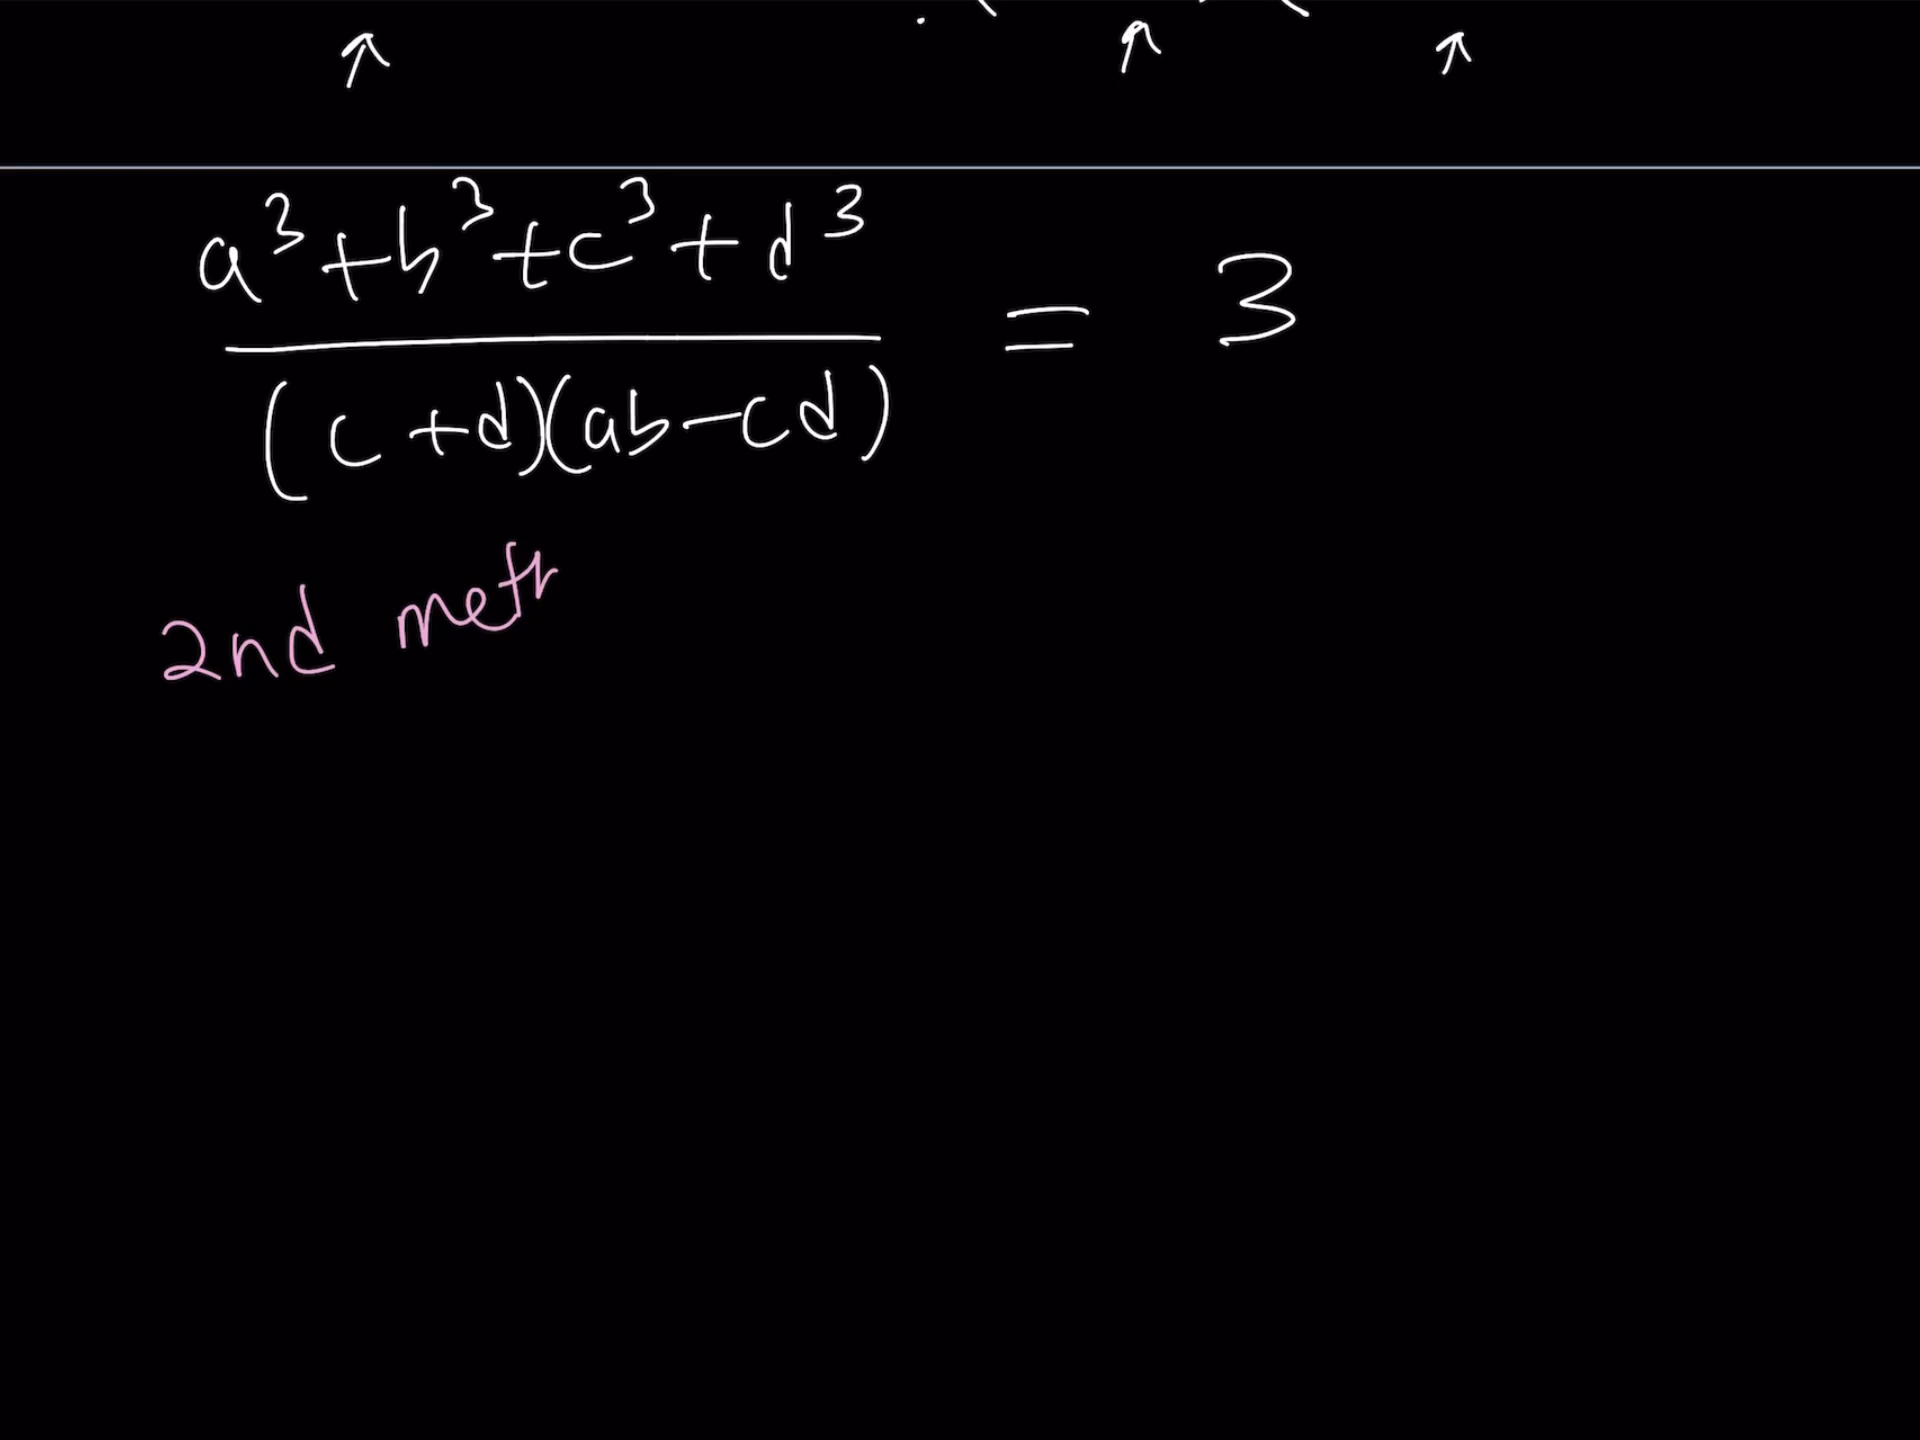 a³+b³+c³+d³
= 3
(c+d)(ab-cd)
2nd meth